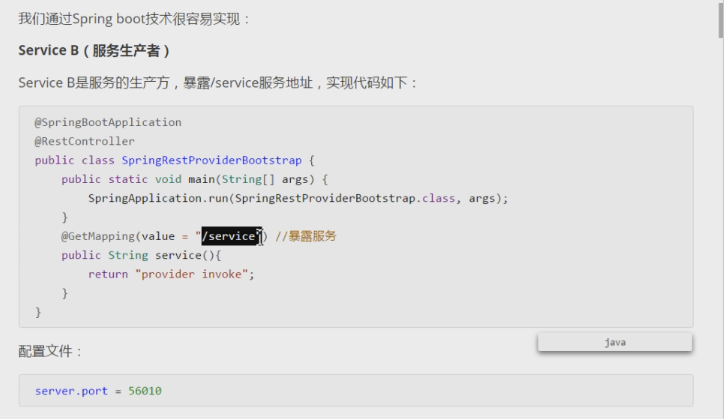 我们通过Spring boot技术很容易实现：
Service B（服务生产者）
Service B是服务的生产方，暴露/service服务地址，实现代码如下：
@SpringBootApplication
@RestController
public class SpringRestProviderBootstrap {
    public static void main(String[] args) {
        SpringApplication.run(SpringRestProviderBootstrap.class, args);
    }
    @GetMapping(value = "/service") //暴露服务
    public String service(){
        return "provider invoke";
    }
}
java
配置文件：
server.port = 56010